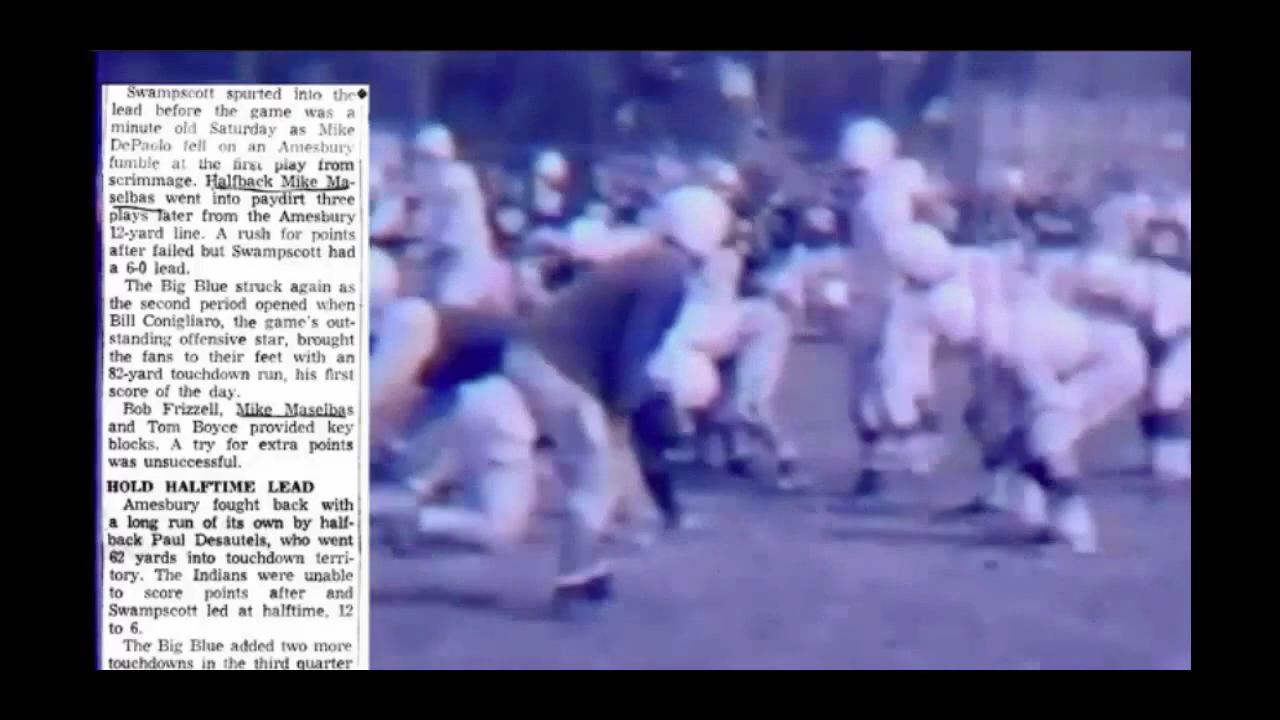 Swampscott spurted into the
lead before the game was a
minute old Saturday as Mike
DePaolo fell on an Amesbury
fumble at the first play from
scrimmage. Halfback Mike Ma-
selbas went into paydirt three
plays later from the Amesbury
12-yard line. A rush for points
after failed but Swampscott had
a 6-0 lead.
The Big Blue struck again as
the second period opened when
Bill Conigliaro, the game's out-
standing offensive star, brought
the fans to their feet with an
82-yard touchdown run, his first
score of the day.
Bob Frizzell, Mike Maselbas
and Tom Boyce provided key
blocks. A try for extra points
was unsuccessful.
HOLD HALFTIME LEAD
Amesbury fought back with
a long run of its own by half-
back Paul Desautels, who went
62 yards into touchdown terri-
tory. The Indians were unable
to score points after and
Swampscott led at halftime, 12
to 6.
The Big Blue added two more
touchdowns in the third quarter